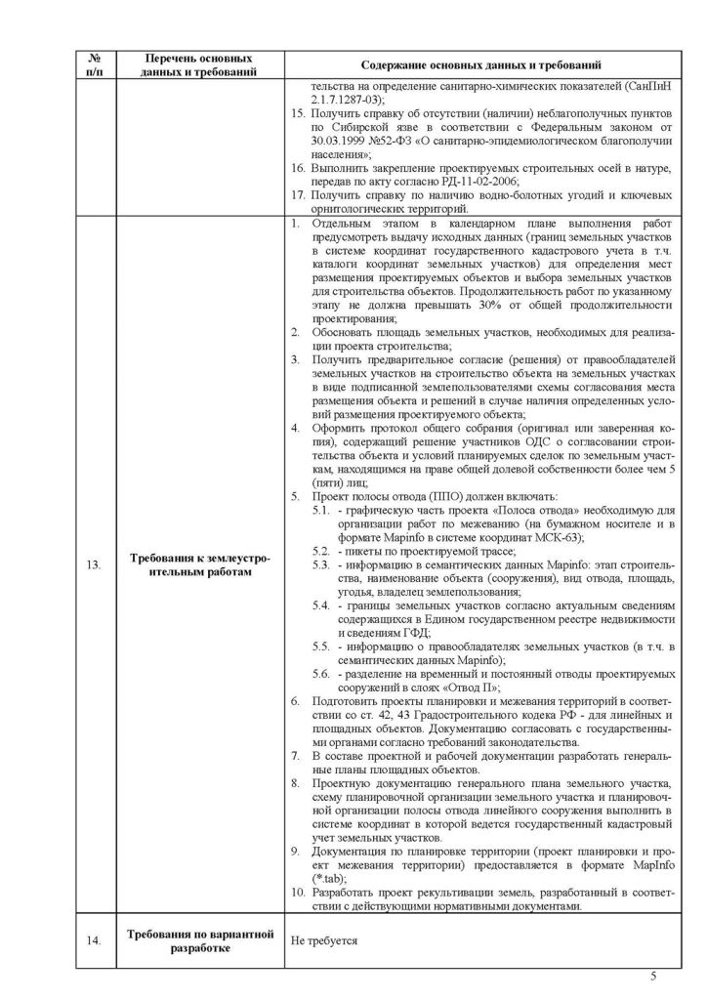 №
п/п
Перечень основных
данных и требований
Содержание основных данных и требований
тельства на определение санитарно-химических показателей (СанПиН
2.1.7.1287-03);
15. Получить справку об отсутствии (наличии) неблагополучных пунктов
по Сибирской язве в соответствии с Федеральным законом от
30.03.1999 №52-ФЗ «О санитарно-эпидемиологическом благополучии
населения»;
16. Выполнить закрепление проектируемых строительных осей в натуре,
передав по акту согласно РД-11-02-2006;
17. Получить справку по наличию водно-болотных угодий и ключевых
орнитологических территорий.
13.
Требования к землеустро-
ительным работам
1. Отдельным этапом в календарном плане выполнения работ
предусмотреть выдачу исходных данных (границ земельных участков
в системе координат государственного кадастрового учета в т.ч.
каталоги координат земельных участков) для определения мест
размещения проектируемых объектов и выбора земельных участков
для строительства объектов. Продолжительность работ по указанному
этапу не должна превышать 30% от общей продолжительности
проектирования;
2. Обосновать площадь земельных участков, необходимых для реализа-
ции проекта строительства;
3. Получить предварительное согласие (решения) от правообладателей
земельных участков на строительство объекта на земельных участках
в виде подписанной землепользователями схемы согласования места
размещения объекта и решений в случае наличия определенных усло-
вий размещения проектируемого объекта;
4. Оформить протокол общего собрания (оригинал или заверенная ко-
пия), содержащий решение участников ОДС о согласовании строи-
тельства объекта и условий планируемых сделок по земельным участ-
кам, находящимся на праве общей долевой собственности более чем 5
(пяти) лиц;
5. Проект полосы отвода (ППО) должен включать:
5.1. - графическую часть проекта «Полоса отвода» необходимую для
организации работ по межеванию (на бумажном носителе и в
формате Mapinfo в системе координат МСК-63);
5.2. - пикеты по проектируемой трассе;
5.3. - информацию в семантических данных Mapinfo: этап строитель-
ства, наименование объекта (сооружения), вид отвода, площадь,
угодья, владелец землепользования;
5.4. - границы земельных участков согласно актуальным сведениям
содержащихся в Едином государственном реестре недвижимости
и сведениям ГФД;
5.5. - информацию о правообладателях земельных участков (в т.ч. в
семантических данных Mapinfo);
5.6. - разделение на временный и постоянный отводы проектируемых
сооружений в слоях «Отвод П»;
6. Подготовить проекты планировки и межевания территорий в соответ-
ствии со ст. 42, 43 Градостроительного кодека РФ - для линейных и
площадных объектов. Документацию согласовать с государственны-
ми органами согласно требований законодательства.
7. В составе проектной и рабочей документации разработать генераль-
ные планы площадных объектов.
8. Проектную документацию генерального плана земельного участка,
схему планировочной организации земельного участка и планировоч-
ной организации полосы отвода линейного сооружения выполнить в
системе координат в которой ведется государственный кадастровый
учет земельных участков.
9. Документация по планировке территории (проект планировки и про-
ект межевания территории) предоставляется в формате MapInfo
(*.tab);
10. Разработать проект рекультивации земель, разработанный в соответ-
ствии с действующими нормативными документами.
14.
Требования по вариантной
разработке
Не требуется
5